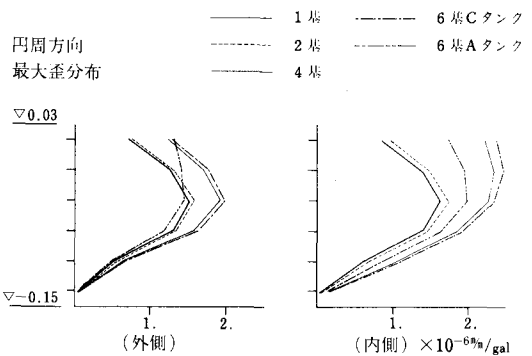 円周方向
最大歪分布
1基
2基
4基
6基Cタンク
6基Aタンク
▽0.03
▽-0.15
1. 2.
(外側)
1. 2.
(内側) ×10⁻⁶ m/m/gal